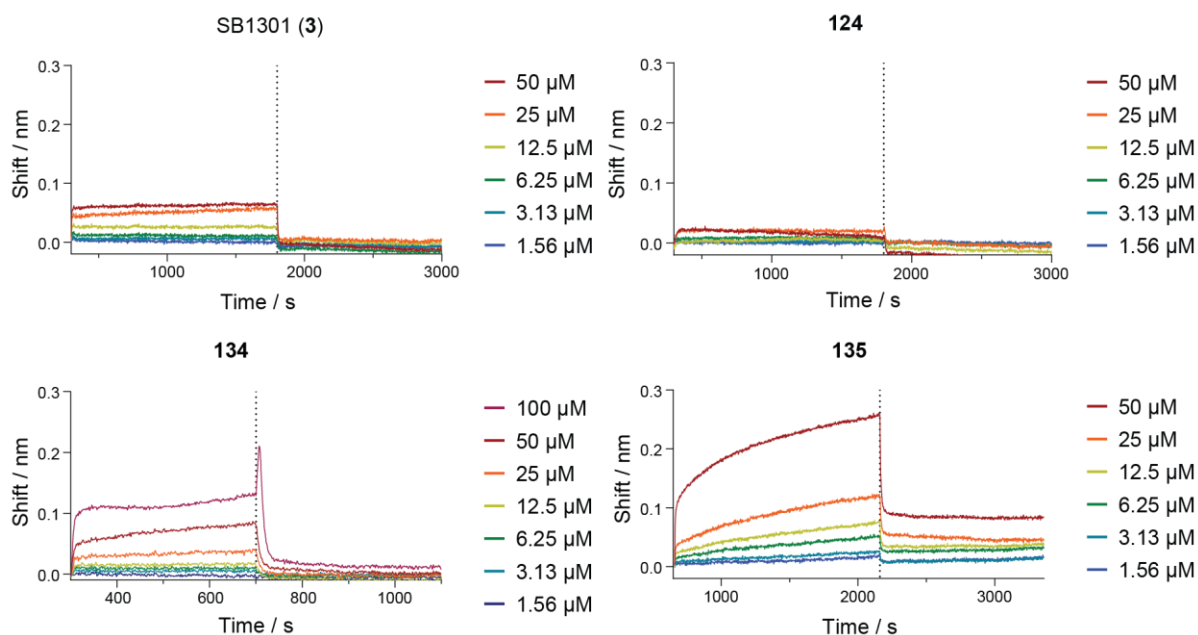 SB1301 (3)
0.3
0.2
0.1
0.0
Shift / nm
1000
2000
3000
Time / s
50 µM
25 µM
12.5 µM
6.25 µM
3.13 µM
1.56 µM
124
0.3
0.2
0.1
0.0
Shift / nm
1000
2000
3000
Time / s
50 µM
25 µM
12.5 µM
6.25 µM
3.13 µM
1.56 µM
134
0.3
0.2
0.1
0.0
Shift / nm
400
600
800
1000
Time / s
100 µM
50 µM
25 µM
12.5 µM
6.25 µM
3.13 µM
1.56 µM
135
0.3
0.2
0.1
0.0
Shift / nm
1000
2000
3000
Time / s
50 µM
25 µM
12.5 µM
6.25 µM
3.13 µM
1.56 µM